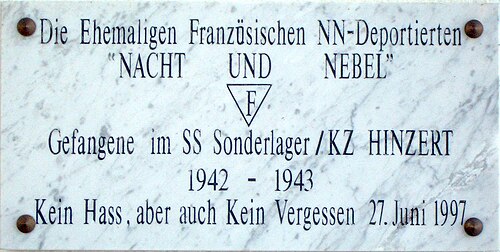 Die Ehemaligen Französischen NN-Deportierten
"NACHT UND NEBEL"
F
Gefangene im SS Sonderlager/KZ HINZERT
1942 - 1943
Kein Hass, aber auch Kein Vergessen 27. Juni 1997